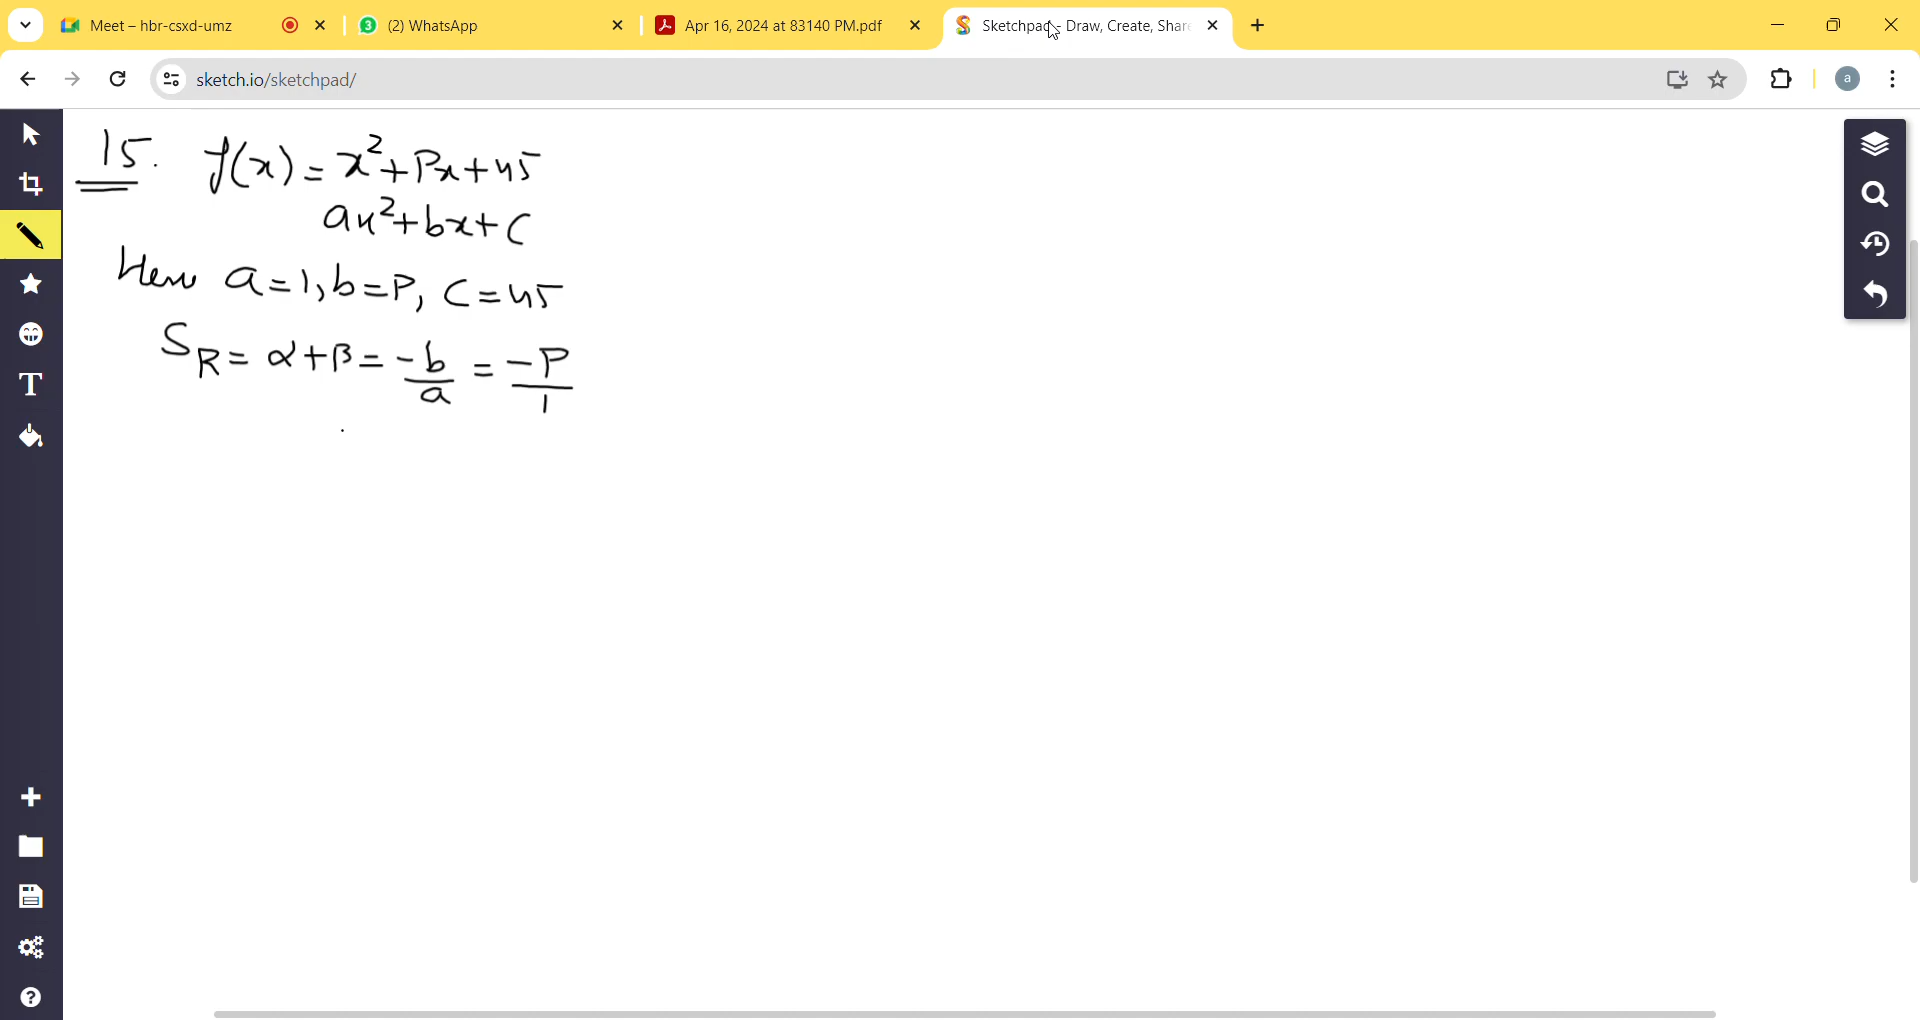 Meet – hbr-csxd-umz
(2) WhatsApp
Apr 16, 2024 at 83140 PM.pdf
Sketchpad - Draw, Create, Share
sketch.io/sketchpad/
a
15. f(x) = x²+Px+45
ax²+bx+c
Here a=1, b=P, c=45
S_R = α+β = -b/a = -P/1
T